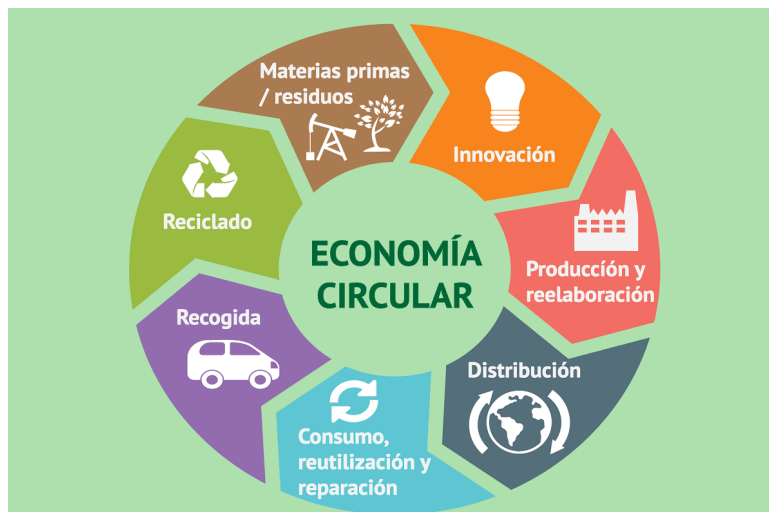 Materias primas
/ residuos
Innovación
Producción y
reelaboración
Distribución
Consumo,
reutilización y
reparación
Recogida
Reciclado
ECONOMÍA
CIRCULAR